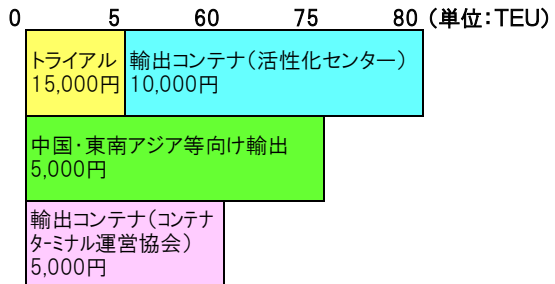 0 5 60 75 80 (単位:TEU)
トライアル
15,000円
輸出コンテナ(活性化センター)
10,000円
中国・東南アジア等向け輸出
5,000円
輸出コンテナ(コンテナ
ターミナル運営協会)
5,000円